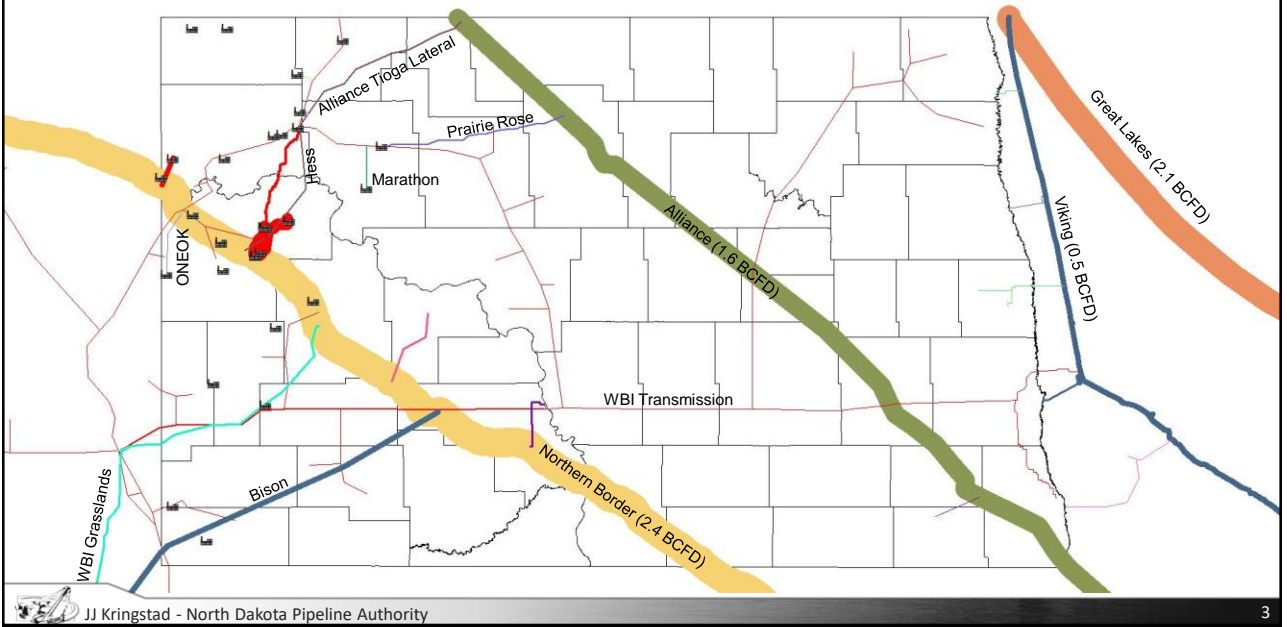 Alliance Tioga Lateral
Great Lakes (2.1 BCFD)
Prairie Rose
Hess
Marathon
Viking (0.5 BCFD)
Alliance (1.6 BCFD)
ONEOK
WBI Transmission
Northern Border (2.4 BCFD)
Bison
WBI Grasslands
JJ Kringstad - North Dakota Pipeline Authority
3